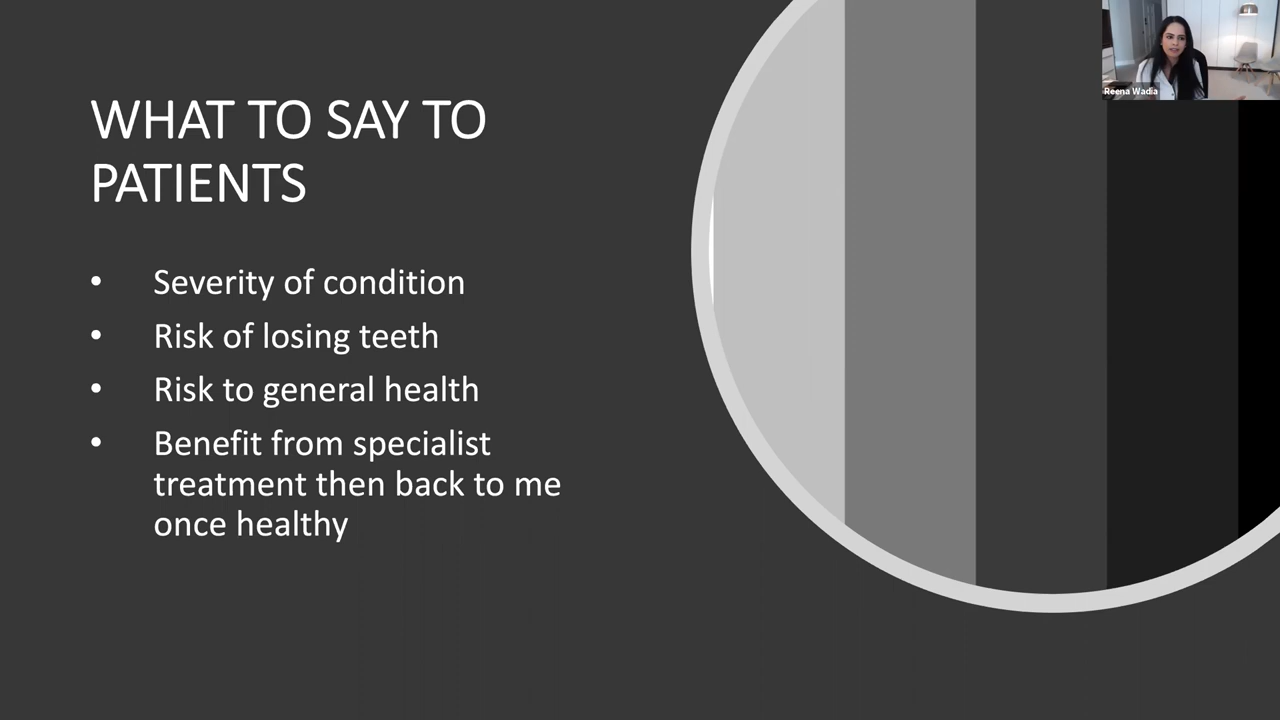 WHAT TO SAY TO
PATIENTS
• Severity of condition
• Risk of losing teeth
• Risk to general health
• Benefit from specialist
treatment then back to me
once healthy
Reena Wadia